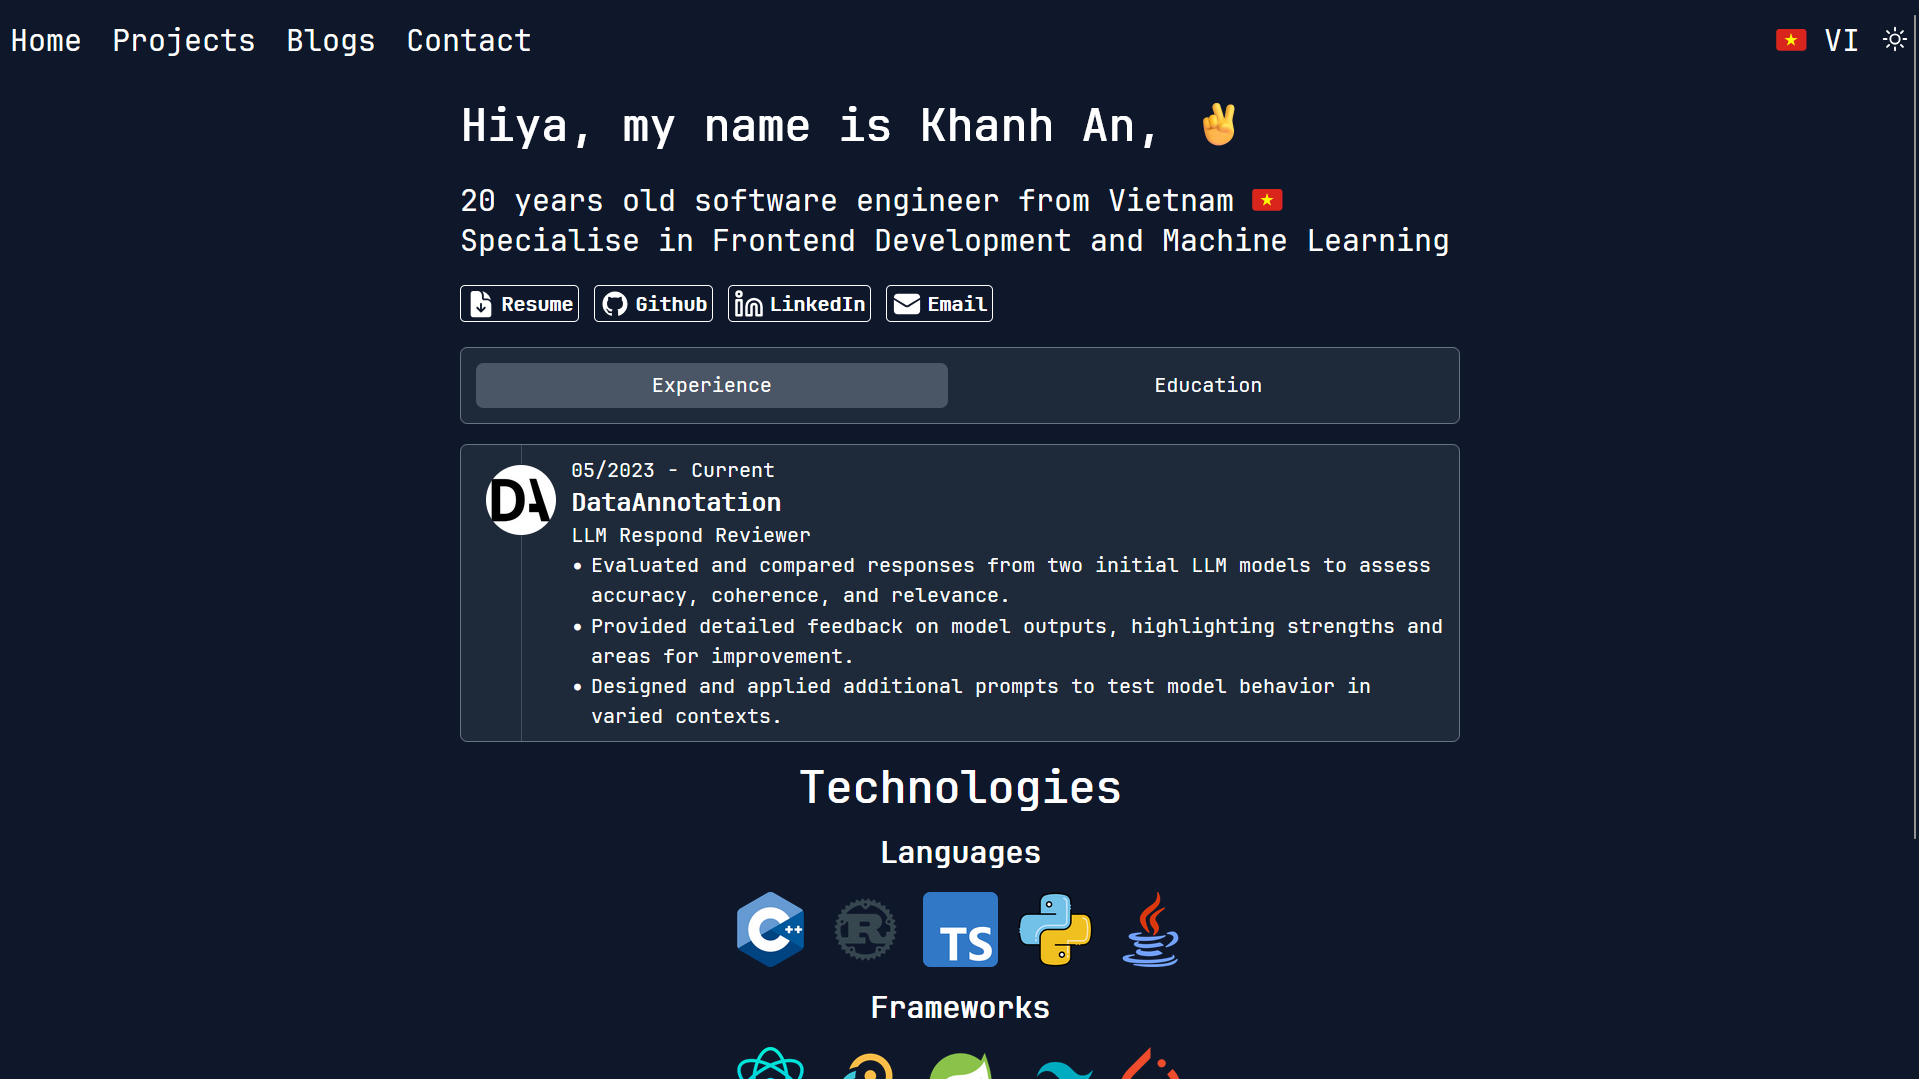 Home Projects Blogs Contact VI
Hiya, my name is Khanh An, ✌
20 years old software engineer from Vietnam 🇻🇳
Specialise in Frontend Development and Machine Learning
Resume Github LinkedIn Email
Experience Education
DA
05/2023 - Current
DataAnnotation
LLM Respond Reviewer
• Evaluated and compared responses from two initial LLM models to assess
accuracy, coherence, and relevance.
• Provided detailed feedback on model outputs, highlighting strengths and
areas for improvement.
• Designed and applied additional prompts to test model behavior in
varied contexts.
Technologies
Languages
C++ R TS
Frameworks